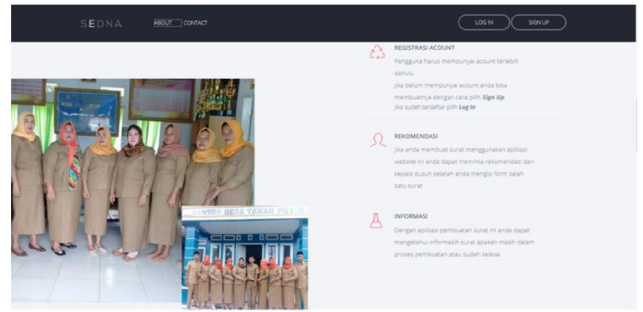 SEDNA
ABOUT CONTACT
LOG IN
SIGN UP
REGISTRASI ACOUNT
Pengguna harus mempunyai acount terlebih
dahulu
Jika belum mempunyai acount anda bisa
membuatnya dengan cara pilih Sign Up
Jika sudah terdaftar pilih Log In
REKOMENDASI
Jika anda membuat surat menggunakan aplikasi
website ini anda dapat meminta rekomendasi dari
kepala dusun setelah anda mengisi form salah
satu surat
INFORMASI
Dengan aplikasi pembuatan surat ini anda dapat
mengetahui informasih surat apakah masih dalam
proses pembuatan atau sudah selesai
KANTOR DESA TANAH PUTIH